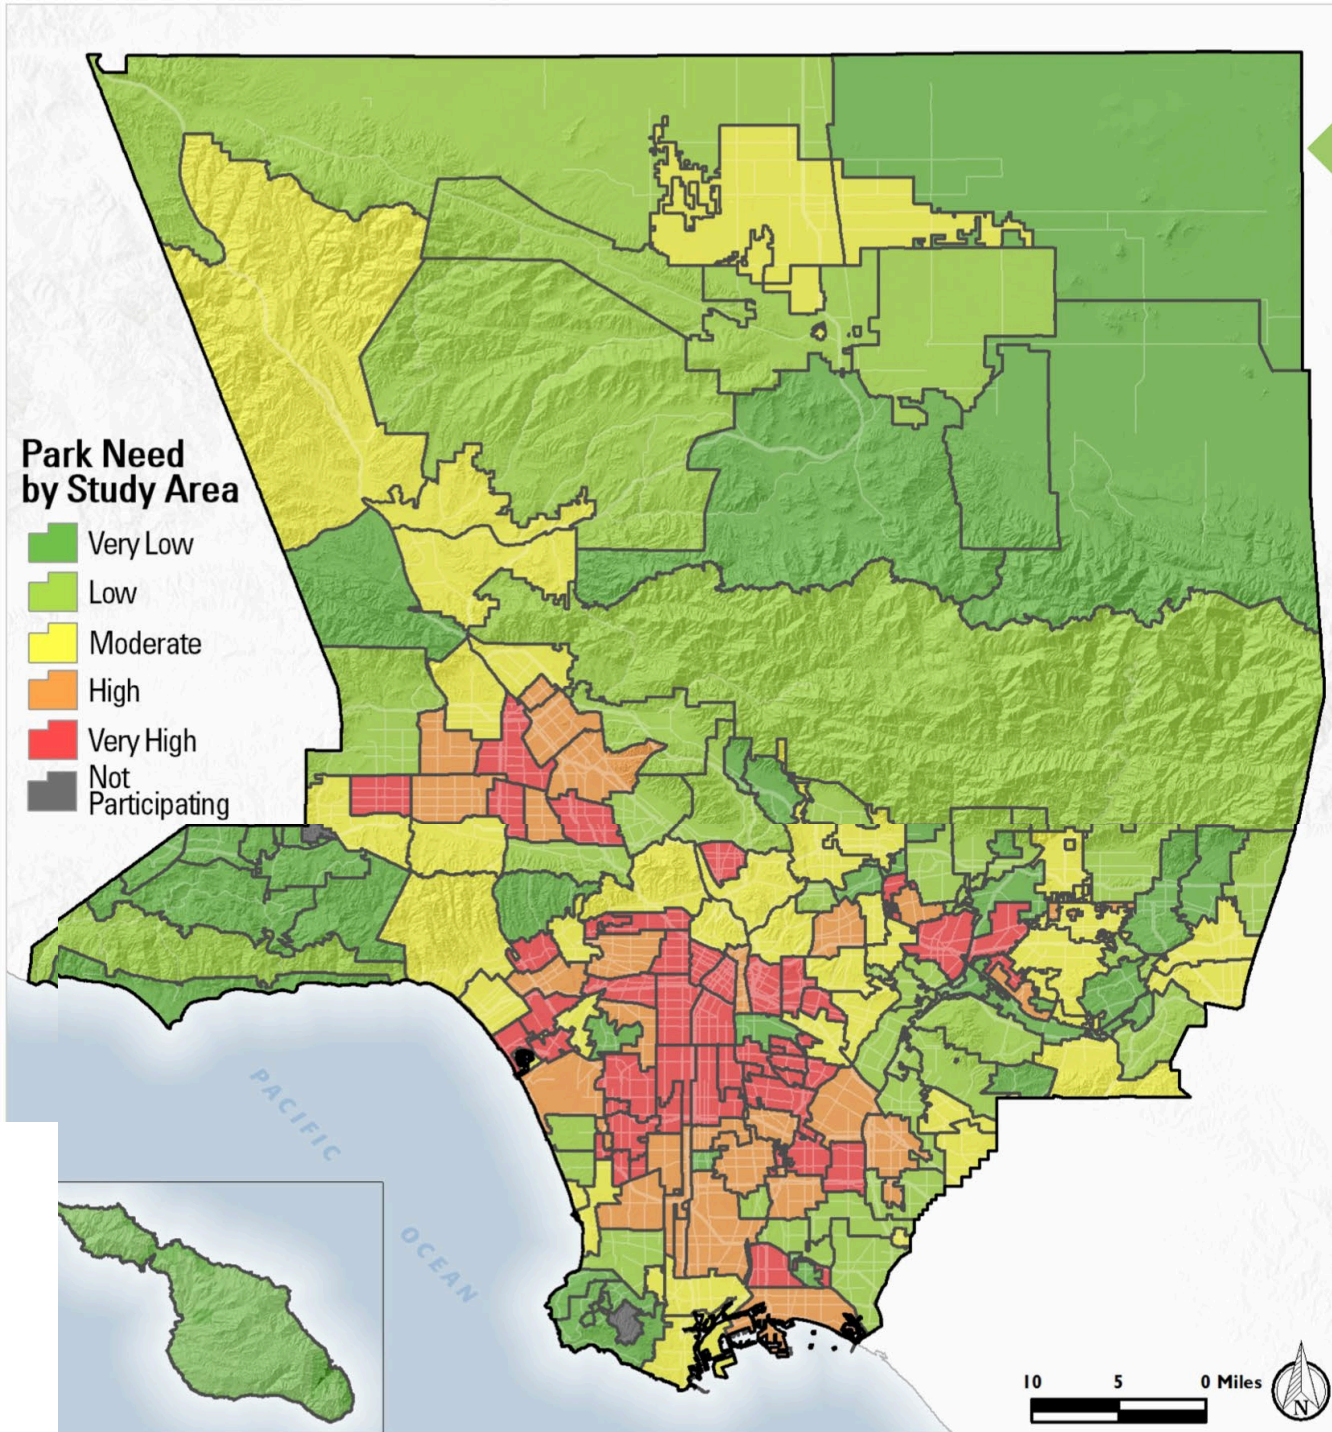 Park Need
by Study Area
Very Low
Low
Moderate
High
Very High
Not
Participating
PACIFIC
OCEAN
10 5 0 Miles
N